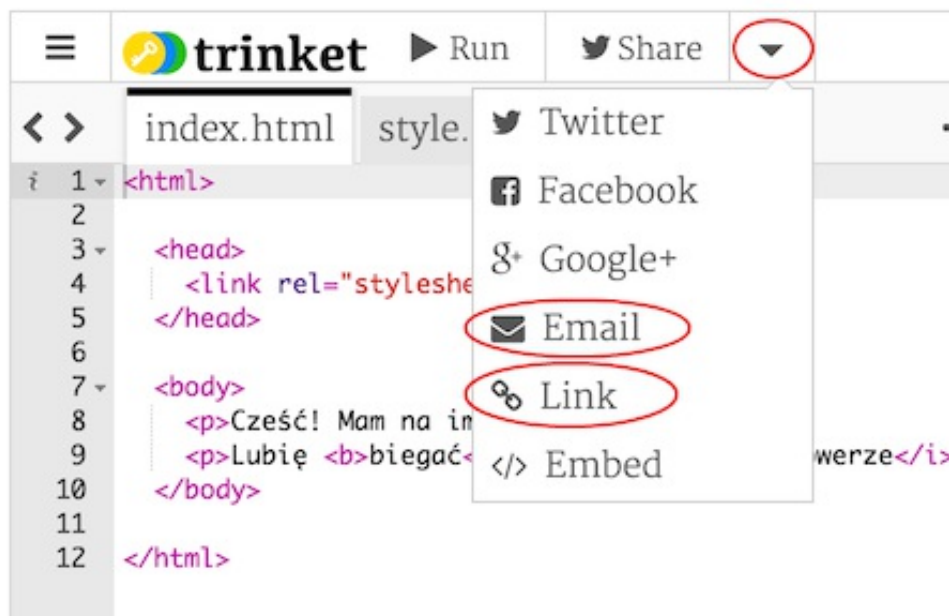 trinket Run Share
index.html style.
Twitter
Facebook
Google+
Email
Link
Embed
i 1 <html>
2
3 <head>
4 <link rel="styleshe
5 </head>
6
7 <body>
8 <p>Cześć! Mam na im
9 <p>Lubię <b>biegać< werze</i>
10 </body>
11
12 </html>